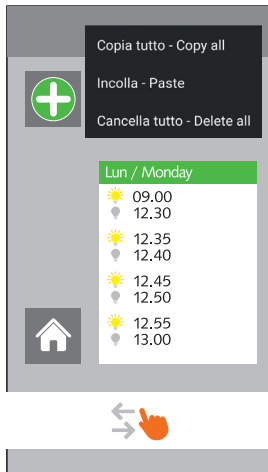 Copia tutto - Copy all
Incolla - Paste
Cancella tutto - Delete all
Lun / Monday
09.00
12.30
12.35
12.40
12.45
12.50
12.55
13.00